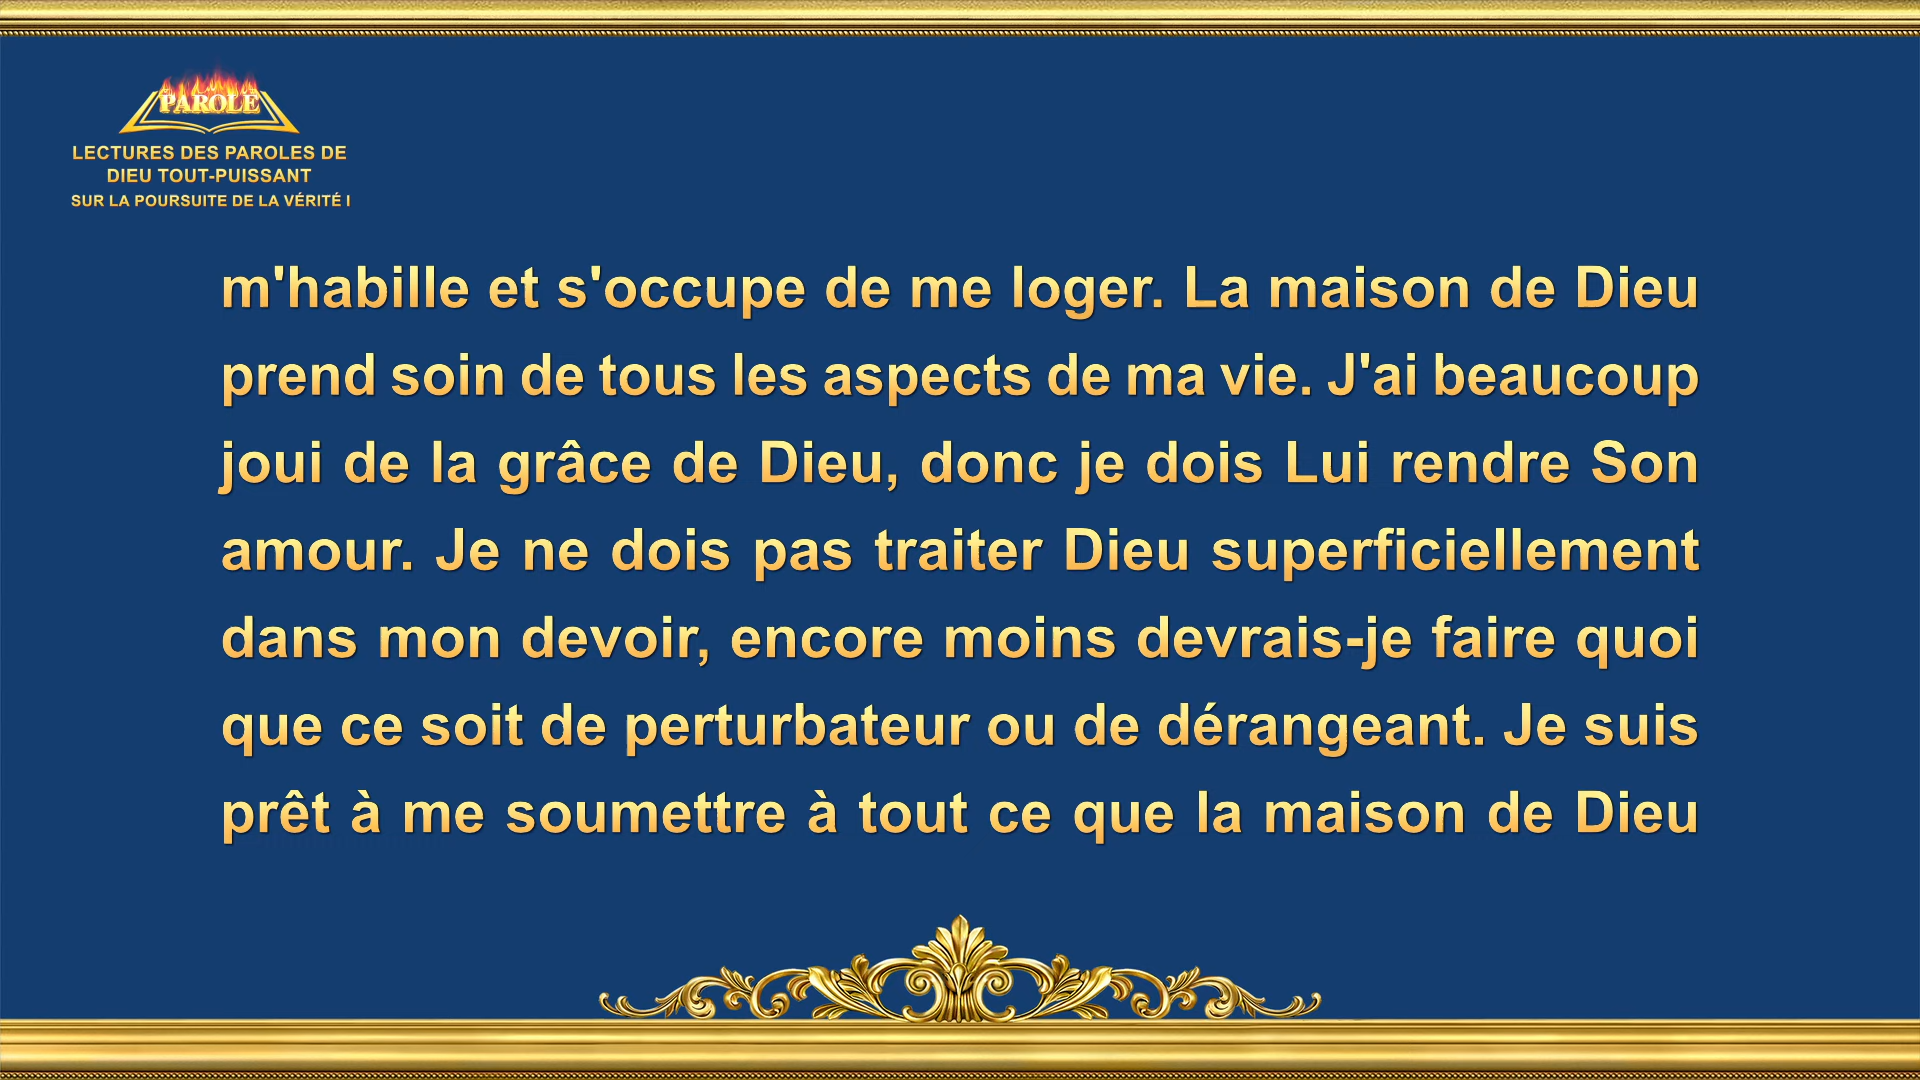 PAROLE
LECTURES DES PAROLES DE
DIEU TOUT-PUISSANT
SUR LA POURSUITE DE LA VÉRITÉ I
m'habille et s'occupe de me loger. La maison de Dieu
prend soin de tous les aspects de ma vie. J'ai beaucoup
joui de la grâce de Dieu, donc je dois Lui rendre Son
amour. Je ne dois pas traiter Dieu superficiellement
dans mon devoir, encore moins devrais-je faire quoi
que ce soit de perturbateur ou de dérangeant. Je suis
prêt à me soumettre à tout ce que la maison de Dieu